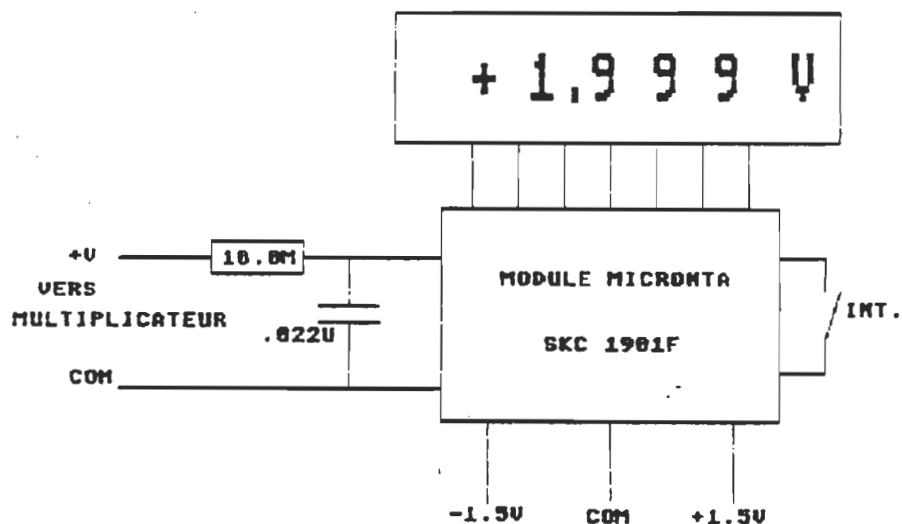 + 1.9 9 9 V
+V
10.0M
VERS
MULTIPLICATEUR
.022U
COM
MODULE MICRONTA
SKC 1901F
INT.
-1.5V
COM
+1.5V